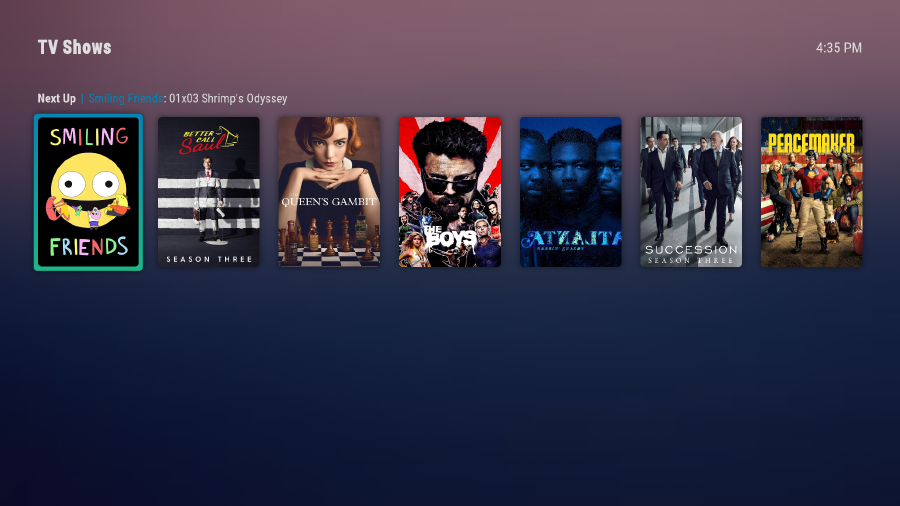 TV Shows
4:35 PM
Next Up | Smiling Friends: 01x03 Shrimp's Odyssey
SMILING
FRIENDS
BETTER
CALL
Saul
SEASON THREE
QUEEN'S GAMBIT
THE
BOYS
ATLANTA
SUCCESSION
SEASON THREE
PEACEMAKER